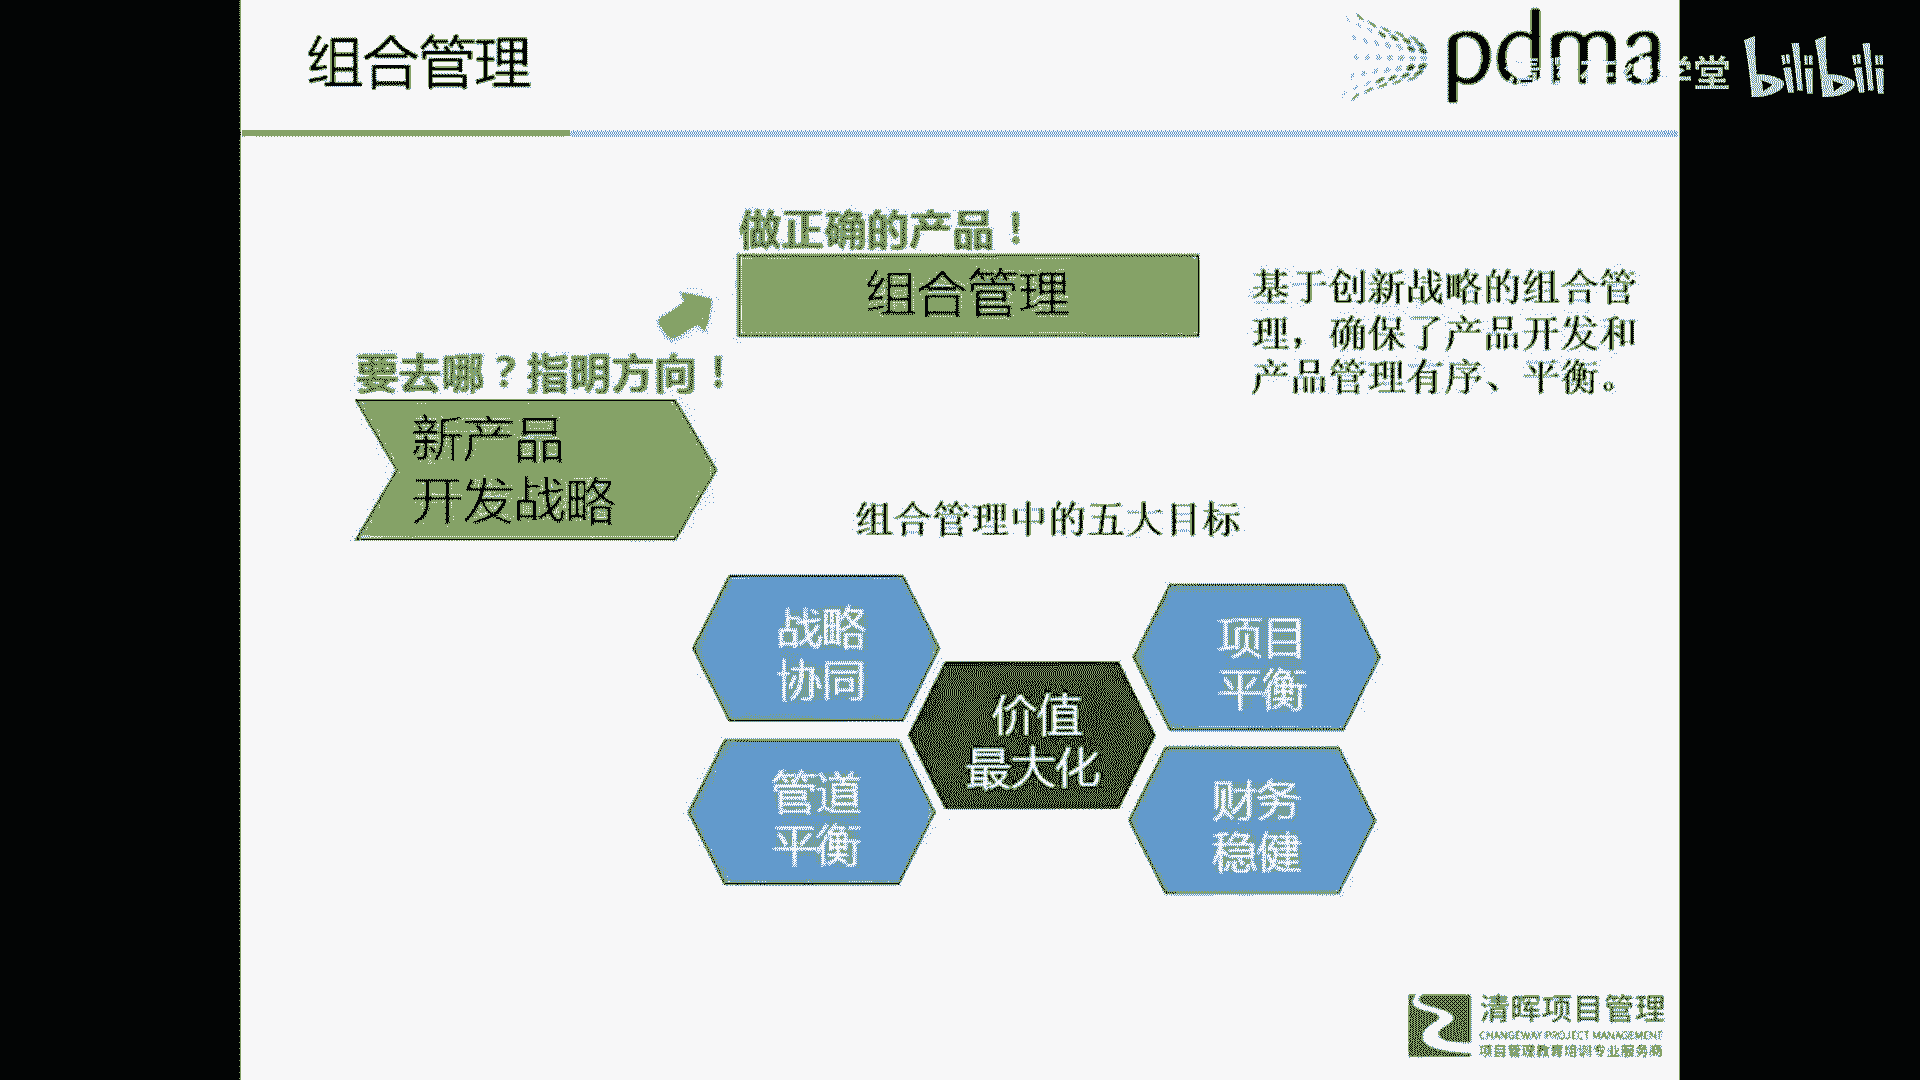 组合管理
pdma
学堂
bilibili
做正确的产品！
组合管理
基于创新战略的组合管
理，确保了产品开发和
产品管理有序、平衡。
要去哪？指明方向！
新产品
开发战略
组合管理中的五大目标
战略
协同
项目
平衡
价值
最大化
管道
平衡
财务
稳健
清晖项目管理
CHANGEWAY PROJECT MANAGEMENT
项目管理教育培训专业服务商